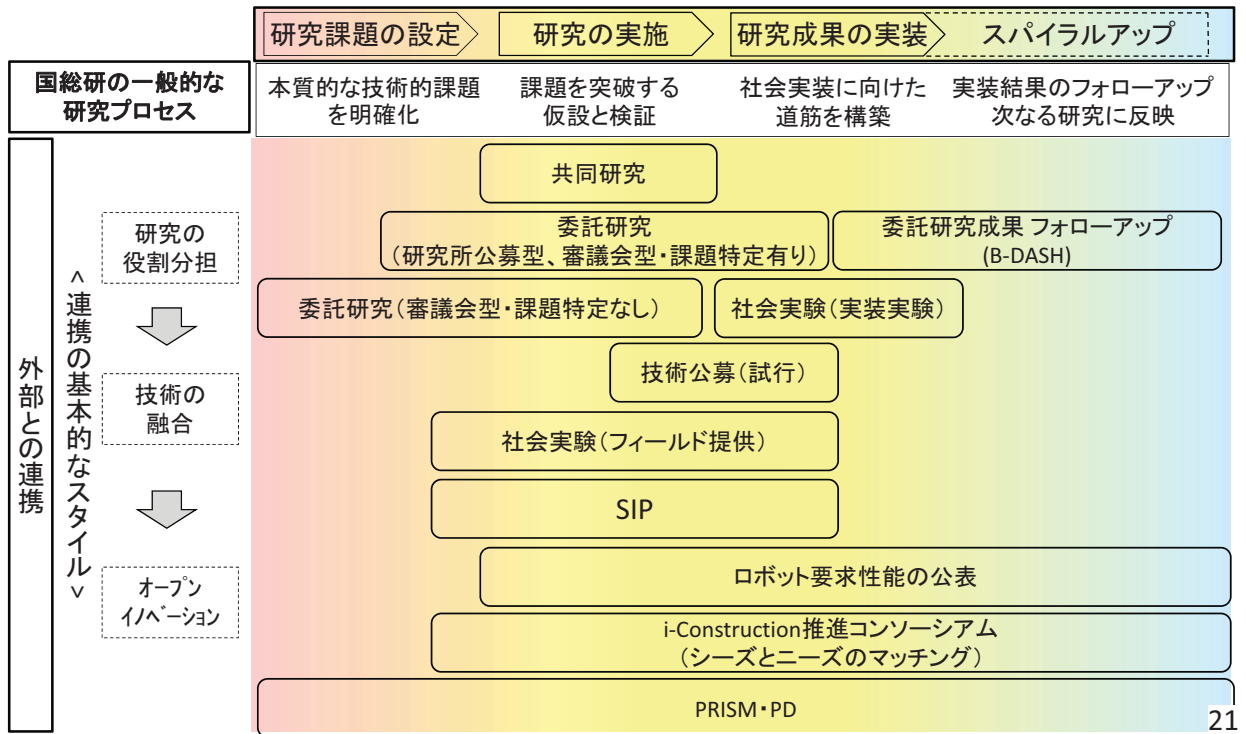 研究課題の設定
研究の実施
研究成果の実装
スパイラルアップ
国総研の一般的な
研究プロセス
本質的な技術的課題
を明確化
課題を突破する
仮設と検証
社会実装に向けた
道筋を構築
実装結果のフォローアップ
次なる研究に反映
外部との連携
<連携の基本的なスタイル>
研究の
役割分担
技術の
融合
オープン
イノベーション
共同研究
委託研究
(研究所公募型、審議会型・課題特定有り)
委託研究成果 フォローアップ
(B-DASH)
委託研究(審議会型・課題特定なし)
社会実験(実装実験)
技術公募(試行)
社会実験(フィールド提供)
SIP
ロボット要求性能の公表
i-Construction推進コンソーシアム
(シーズとニーズのマッチング)
PRISM・PD
21